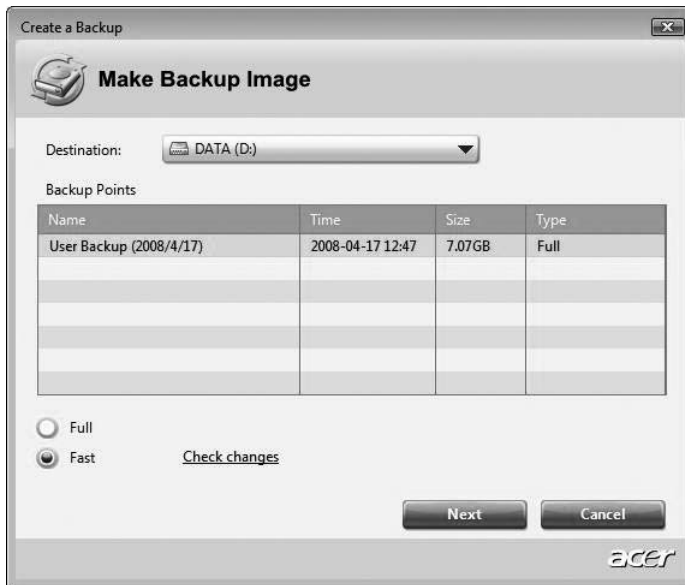 Create a Backup
Make Backup Image
Destination: DATA (D:)
Backup Points
Name Time Size Type
User Backup (2008/4/17) 2008-04-17 12:47 7.07GB Full
Full
Fast Check changes
Next Cancel
acer